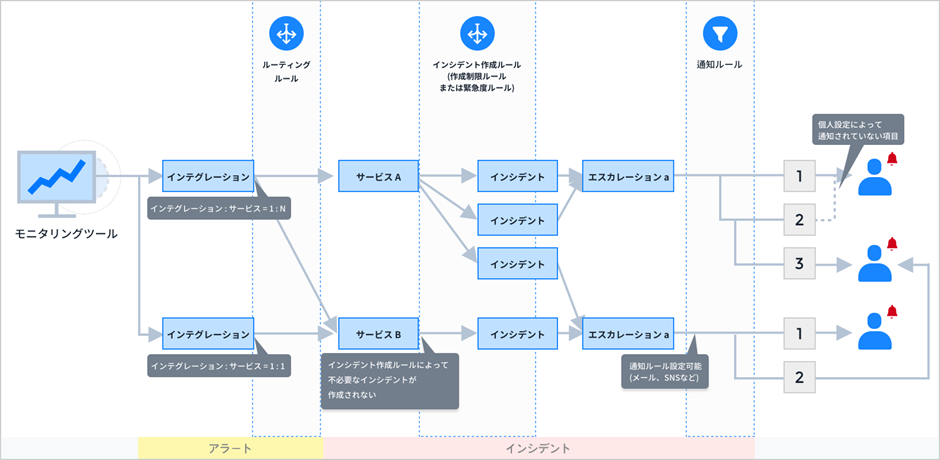 ルーティング
ルール
インシデント作成ルール
(作成制限ルール
または緊急度ルール)
通知ルール
個人設定によって
通知されていない項目
モニタリングツール
インテグレーション
サービス A
インシデント
エスカレーション a
1
インテグレーション : サービス = 1 : N
インシデント
2
インシデント
3
インテグレーション
サービス B
インシデント
エスカレーション a
1
インテグレーション : サービス = 1 : 1
インシデント作成ルールによって
不必要なインシデントが
作成されない
通知ルール設定可能
(メール、SNSなど)
2
アラート
インシデント